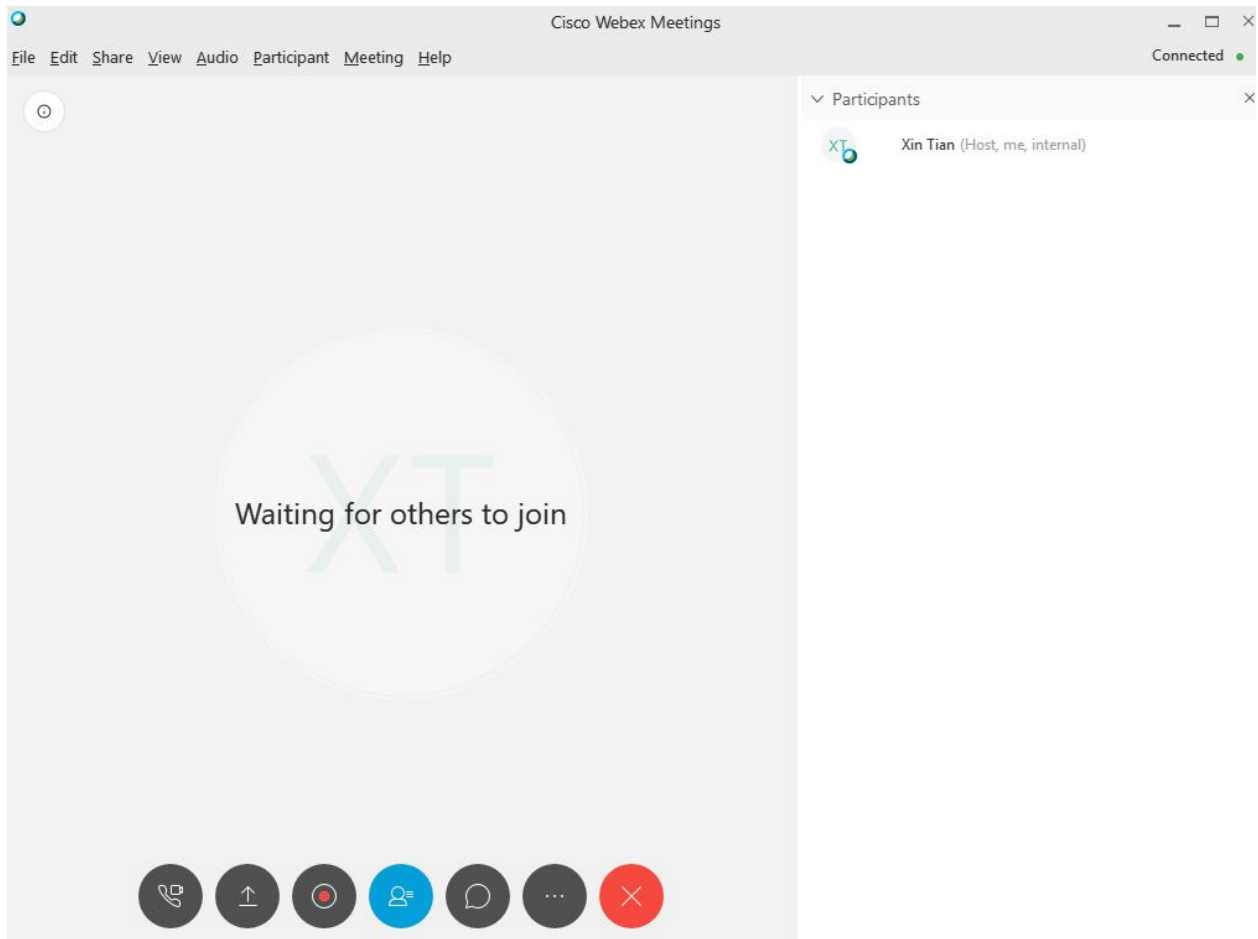 Cisco Webex Meetings
File Edit Share View Audio Participant Meeting Help
Connected
Participants
XT
Xin Tian (Host, me, internal)
XT
Waiting for others to join